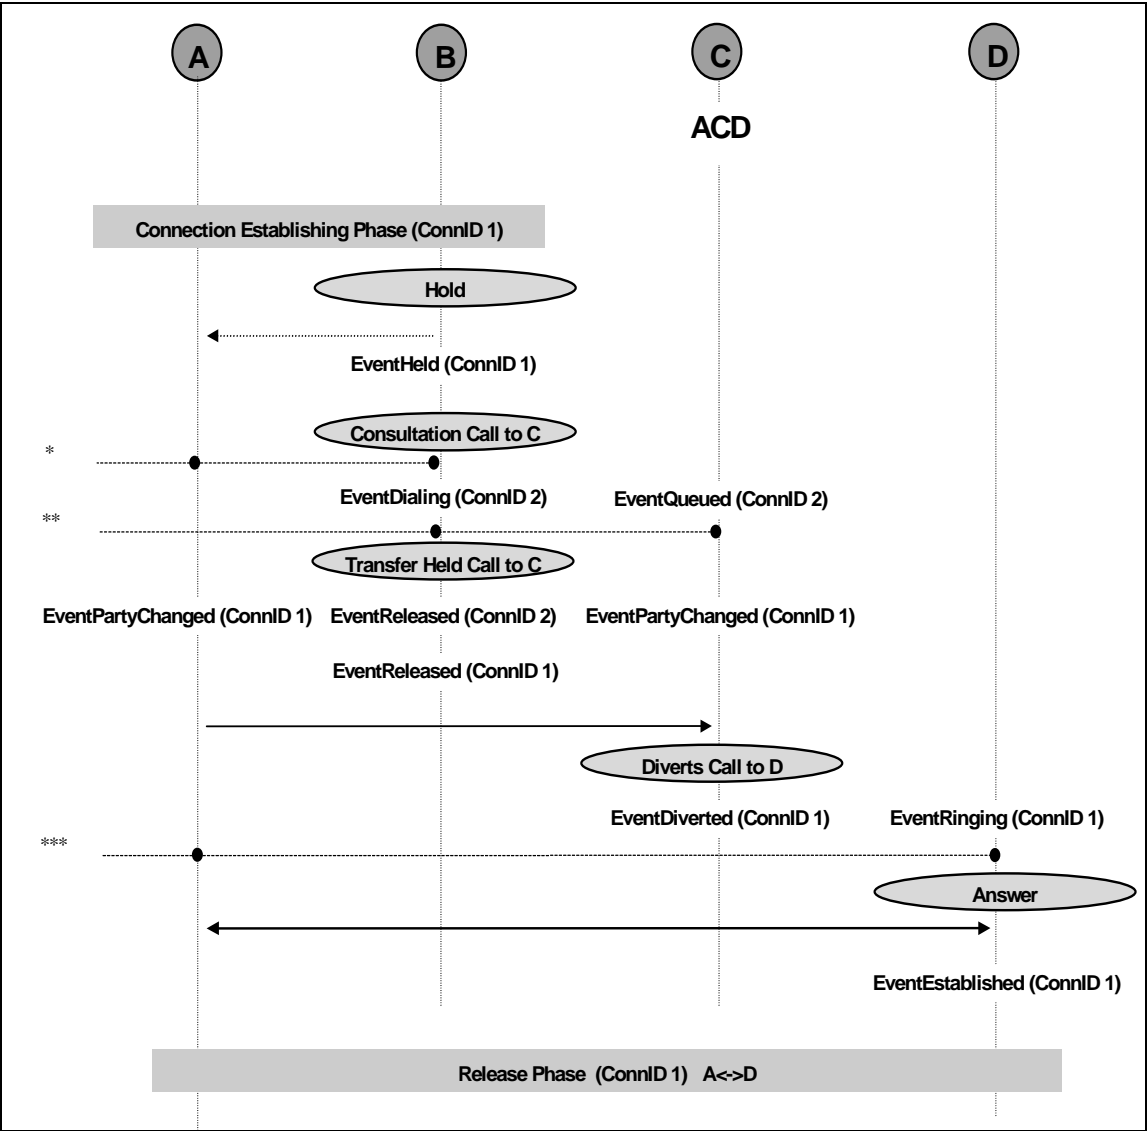 A B C D
ACD
Connection Establishing Phase (ConnID 1)
Hold
EventHeld (ConnID 1)
Consultation Call to C
*
EventDialing (ConnID 2) EventQueued (ConnID 2)
**
Transfer Held Call to C
EventPartyChanged (ConnID 1) EventReleased (ConnID 2) EventPartyChanged (ConnID 1)
EventReleased (ConnID 1)
Diverts Call to D
EventDiverted (ConnID 1) EventRinging (ConnID 1)
***
Answer
EventEstablished (ConnID 1)
Release Phase (ConnID 1) A<->D